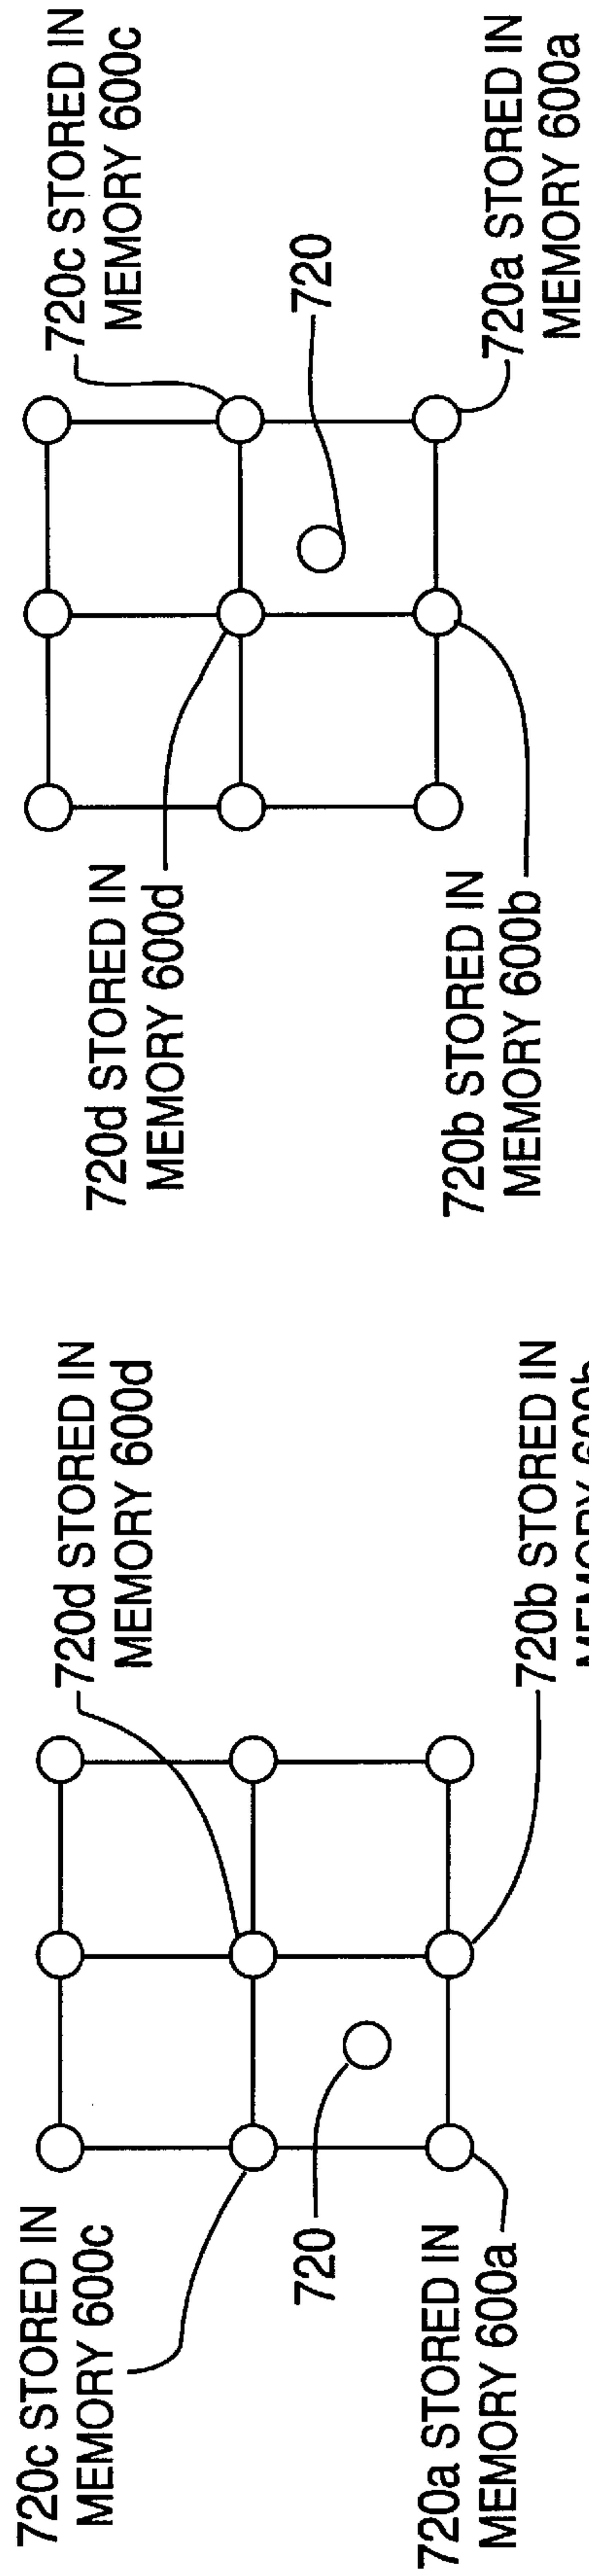 720c STORED IN
MEMORY 600c
720d STORED IN
MEMORY 600d
720
720a STORED IN
MEMORY 600a
720b STORED IN
720d STORED IN
MEMORY 600d
720c STORED IN
MEMORY 600c
720
720b STORED IN
MEMORY 600b
720a STORED IN
MEMORY 600a